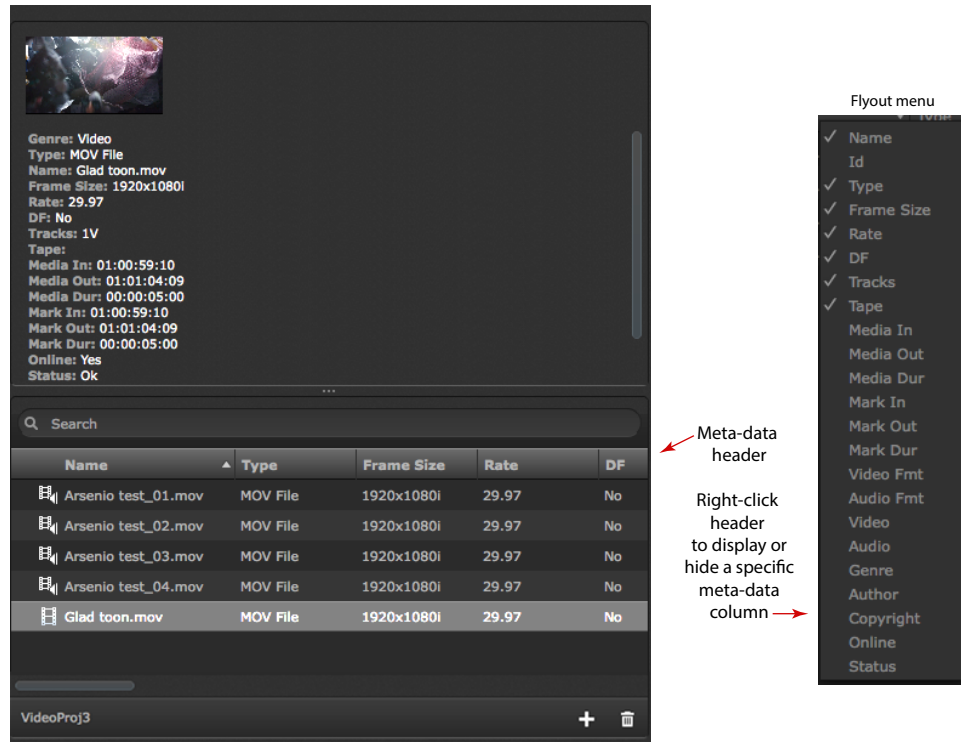 Genre: Video
Type: MOV File
Name: Glad toon.mov
Frame Size: 1920x1080i
Rate: 29.97
DF: No
Tracks: 1V
Tape:
Media In: 01:00:59:10
Media Out: 01:01:04:09
Media Dur: 00:00:05:00
Mark In: 01:00:59:10
Mark Out: 01:01:04:09
Mark Dur: 00:00:05:00
Online: Yes
Status: Ok
Search
Name Type Frame Size Rate DF
Arsenio test_01.mov MOV File 1920x1080i 29.97 No
Arsenio test_02.mov MOV File 1920x1080i 29.97 No
Arsenio test_03.mov MOV File 1920x1080i 29.97 No
Arsenio test_04.mov MOV File 1920x1080i 29.97 No
Glad toon.mov MOV File 1920x1080i 29.97 No
VideoProj3
Meta-data
header
Right-click
header
to display or
hide a specific
meta-data
column
Flyout menu
Type
Name
Id
Type
Frame Size
Rate
DF
Tracks
Tape
Media In
Media Out
Media Dur
Mark In
Mark Out
Mark Dur
Video Fmt
Audio Fmt
Video
Audio
Genre
Author
Copyright
Online
Status